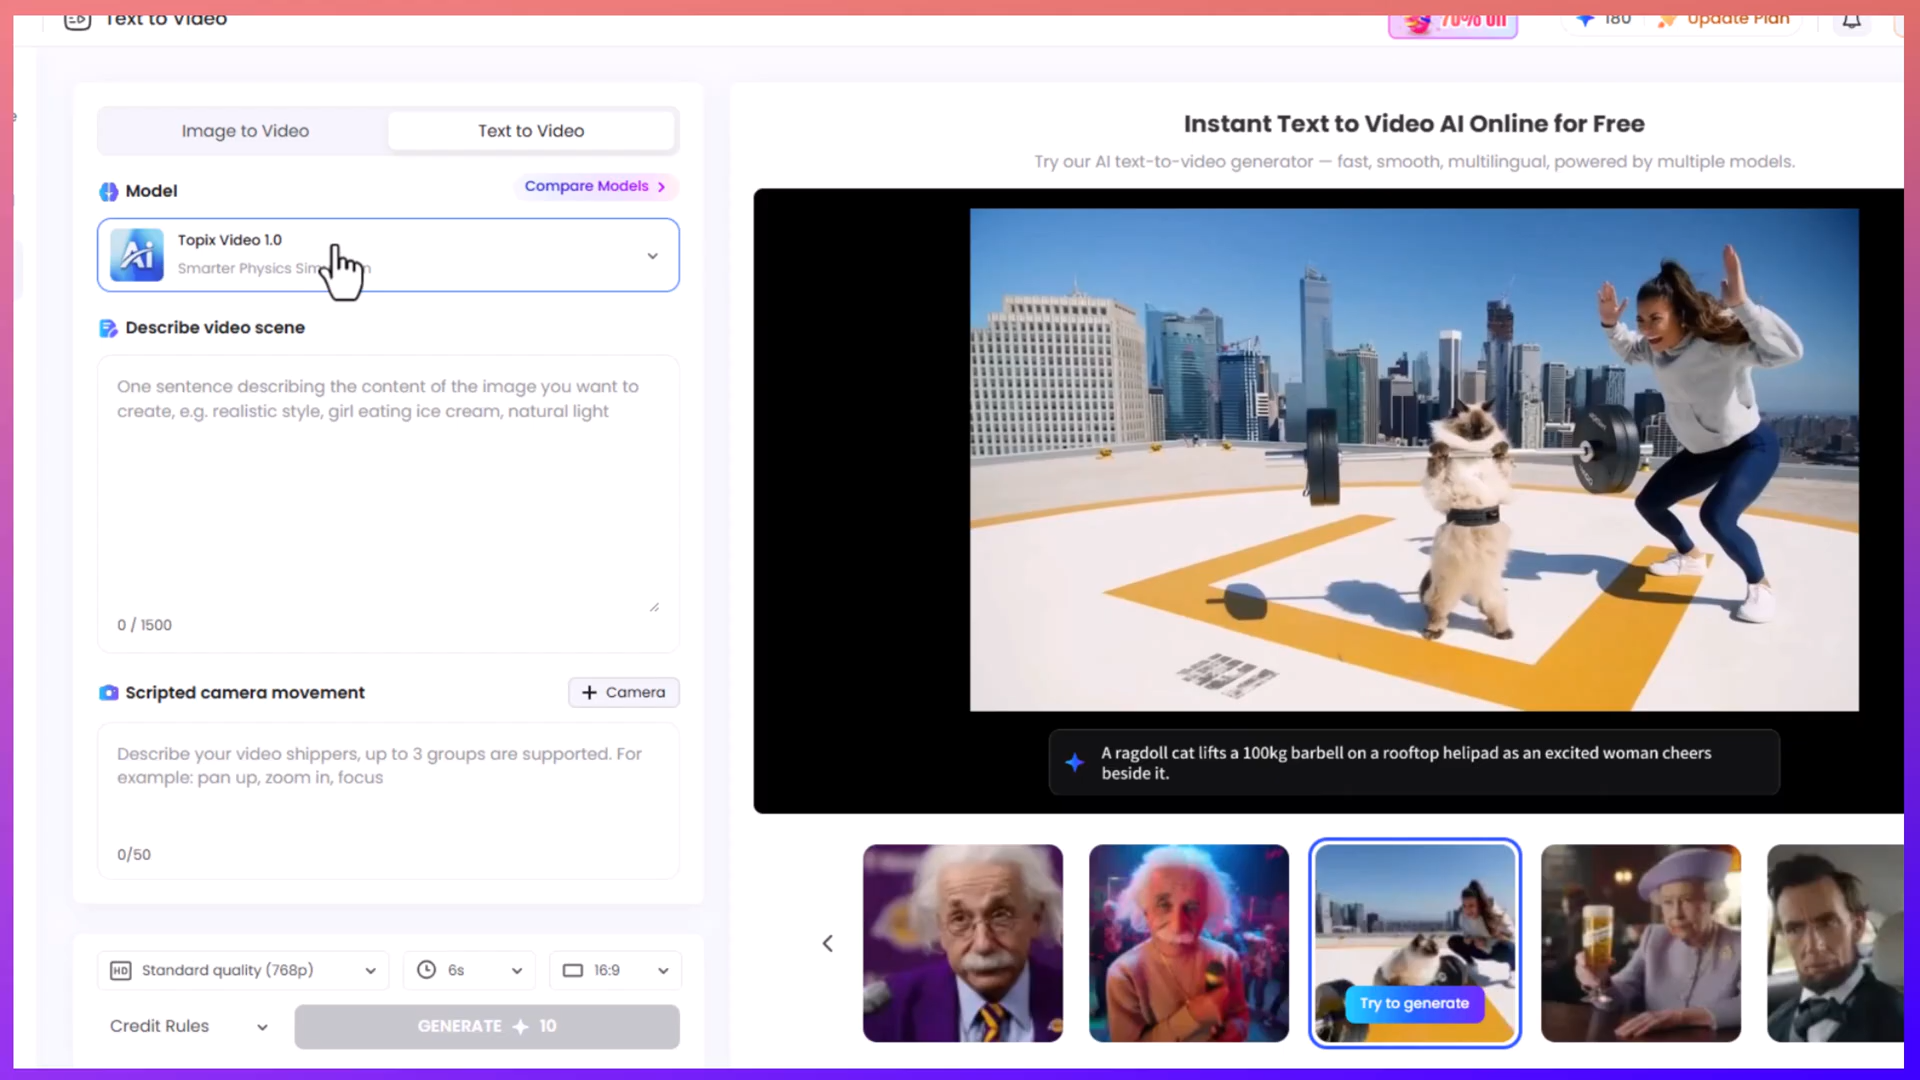 Text to Video
70% off
180
Update Plan
Image to Video
Text to Video
Model
Compare Models
Ai
Topix Video 1.0
Smarter Physics
Describe video scene
One sentence describing the content of the image you want to
create, e.g. realistic style, girl eating ice cream, natural light
0 / 1500
Scripted camera movement
+ Camera
Describe your video shippers, up to 3 groups are supported. For
example: pan up, zoom in, focus
0/50
HD Standard quality (768p)
6s
16:9
Credit Rules
GENERATE 10
Instant Text to Video AI Online for Free
Try our AI text-to-video generator — fast, smooth, multilingual, powered by multiple models.
A ragdoll cat lifts a 100kg barbell on a rooftop helipad as an excited woman cheers
beside it.
Try to generate